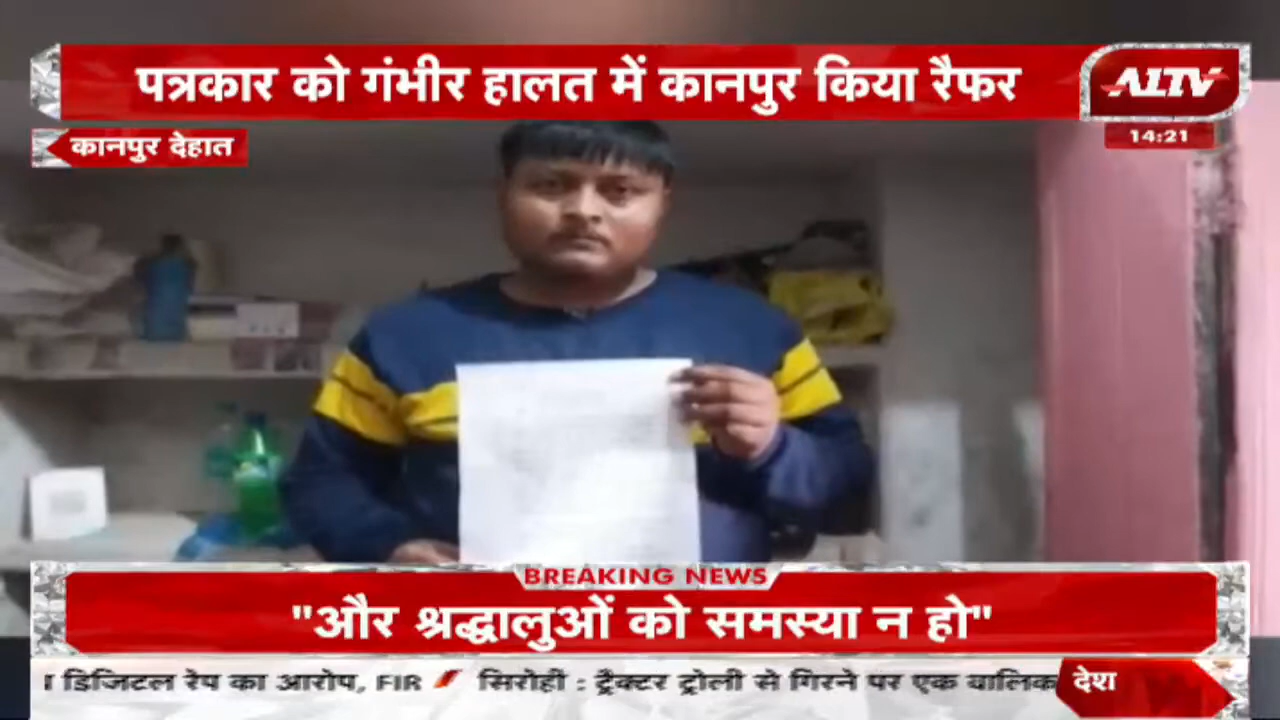 पत्रकार को गंभीर हालत में कानपुर किया रैफर
ALTV
14:21
कानपुर देहात
BREAKING NEWS
"और श्रद्धालुओं को समस्या न हो"
डिजिटल रेप का आरोप, FIR सिरोही : ट्रैक्टर ट्रोली से गिरने पर एक बालिक
देश